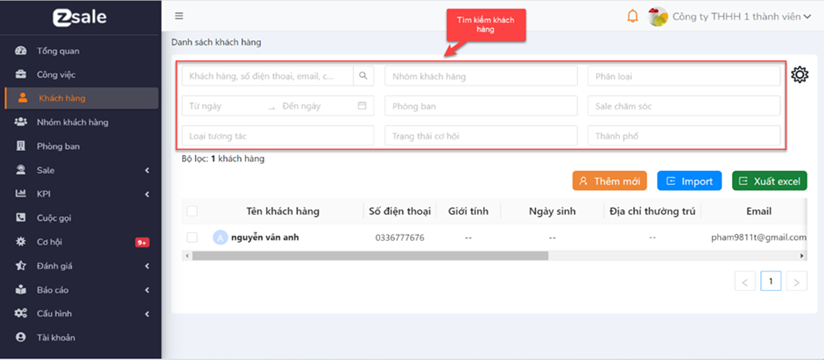 zsale
Tìm kiếm khách
hàng
Công ty THHH 1 thành viên
Tổng quan
Công việc
Khách hàng
Nhóm khách hàng
Phòng ban
Sale
KPI
Cuộc gọi
Cơ hội 9+
Đánh giá
Báo cáo
Cấu hình
Tài khoản
Danh sách khách hàng
Khách hàng, số điện thoại, email, c... Nhóm khách hàng Phân loại
Từ ngày → Đến ngày Phòng ban Sale chăm sóc
Loại tương tác Trạng thái cơ hội Thành phố
Bộ lọc: 1 khách hàng
Thêm mới Import Xuất excel
Tên khách hàng Số điện thoại Giới tính Ngày sinh Địa chỉ thường trú Email
A nguyễn vân anh 0336777676 -- -- -- pham9811t@gmail.com
< 1 >